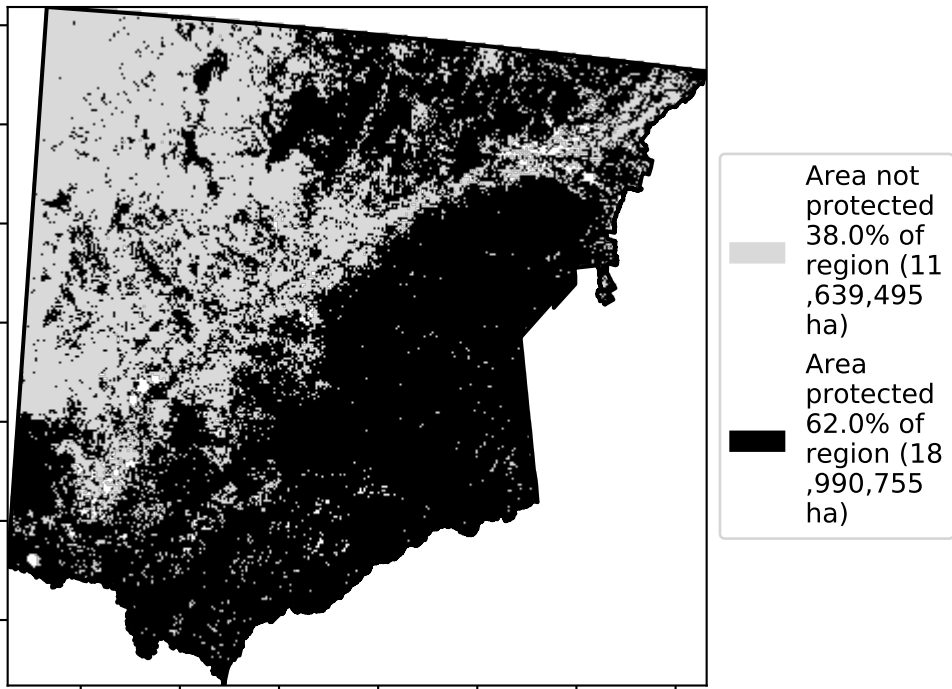 Area not
protected
38.0% of
region (11
,639,495
ha)
Area
protected
62.0% of
region (18
,990,755
ha)